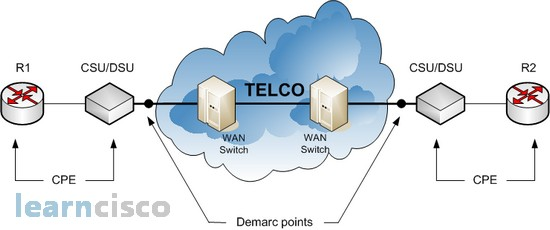 R1
CSU/DSU
TELCO
CSU/DSU
R2
WAN
Switch
WAN
Switch
CPE
CPE
learncisco
Demarc points